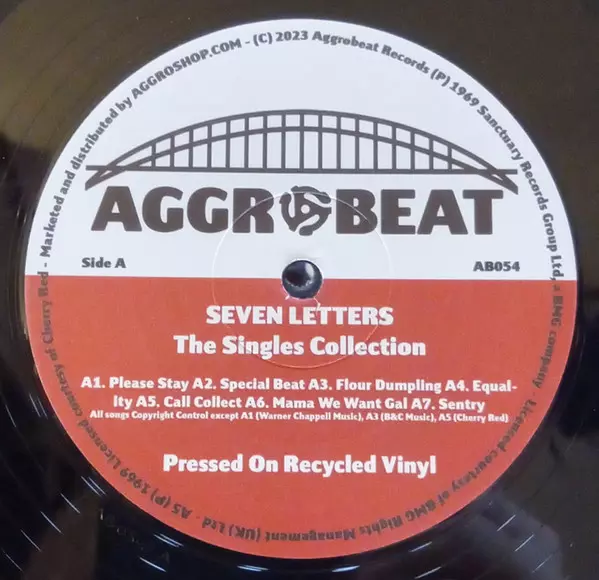 Marketed and distributed by AGGROSHOP.COM - (C) 2023 Aggrobeat Records (P) 1969 Sanctuary Records Group Ltd, a BMG company - Licensed courtesy of BMG Rights Management (UK) Ltd - A5 (P) 1969 Licensed courtesy of Cherry Red -
AGGROBEAT
Side A
AB054
SEVEN LETTERS
The Singles Collection
A1. Please Stay A2. Special Beat A3. Flour Dumpling A4. Equal-
ity A5. Call Collect A6. Mama We Want Gal A7. Sentry
All songs Copyright Control except A1 (Warner Chappell Music), A3 (B&C Music), A5 (Cherry Red)
Pressed On Recycled Vinyl